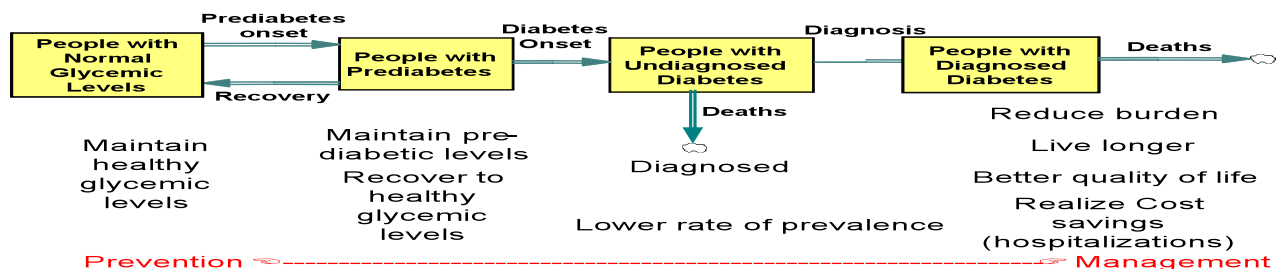 Prediabetes
onset
People with
Normal
Glycemic
Levels
Recovery
People with
Prediabetes
Diabetes
Onset
People with
Undiagnosed
Diabetes
Deaths
Diagnosis
People with
Diagnosed
Diabetes
Deaths
Maintain
healthy
glycemic
levels
Maintain pre-
diabetic levels
Recover to
healthy
glycemic
levels
Diagnosed
Lower rate of prevalence
Reduce burden
Live longer
Better quality of life
Realize Cost
savings
(hospitalizations)
Prevention
Management